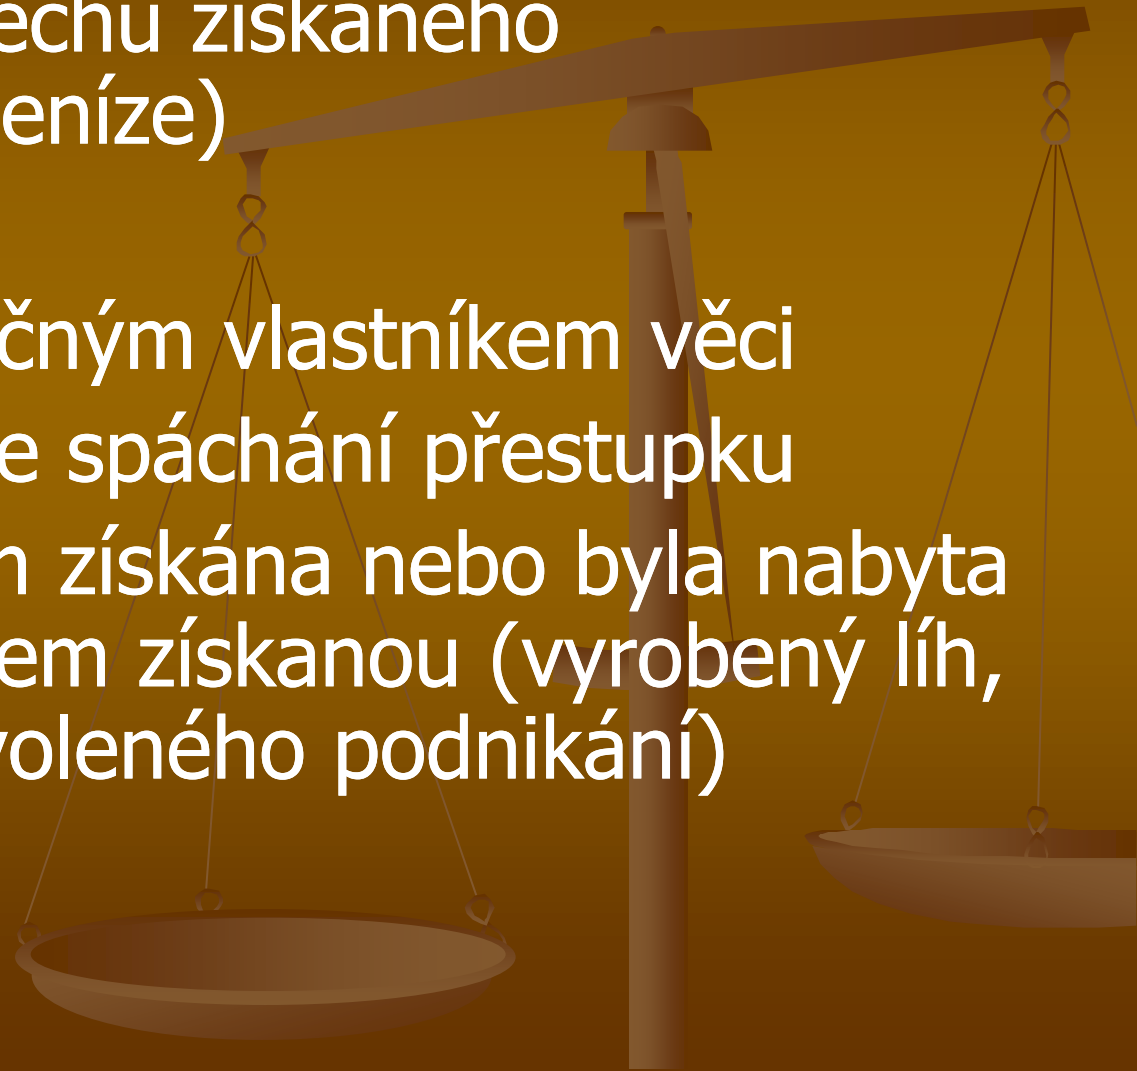 echu získaného
eníze)
čným vlastníkem věci
e spáchání přestupku
získána nebo byla nabyta
em získanou (vyrobený líh,
voleného podnikání)